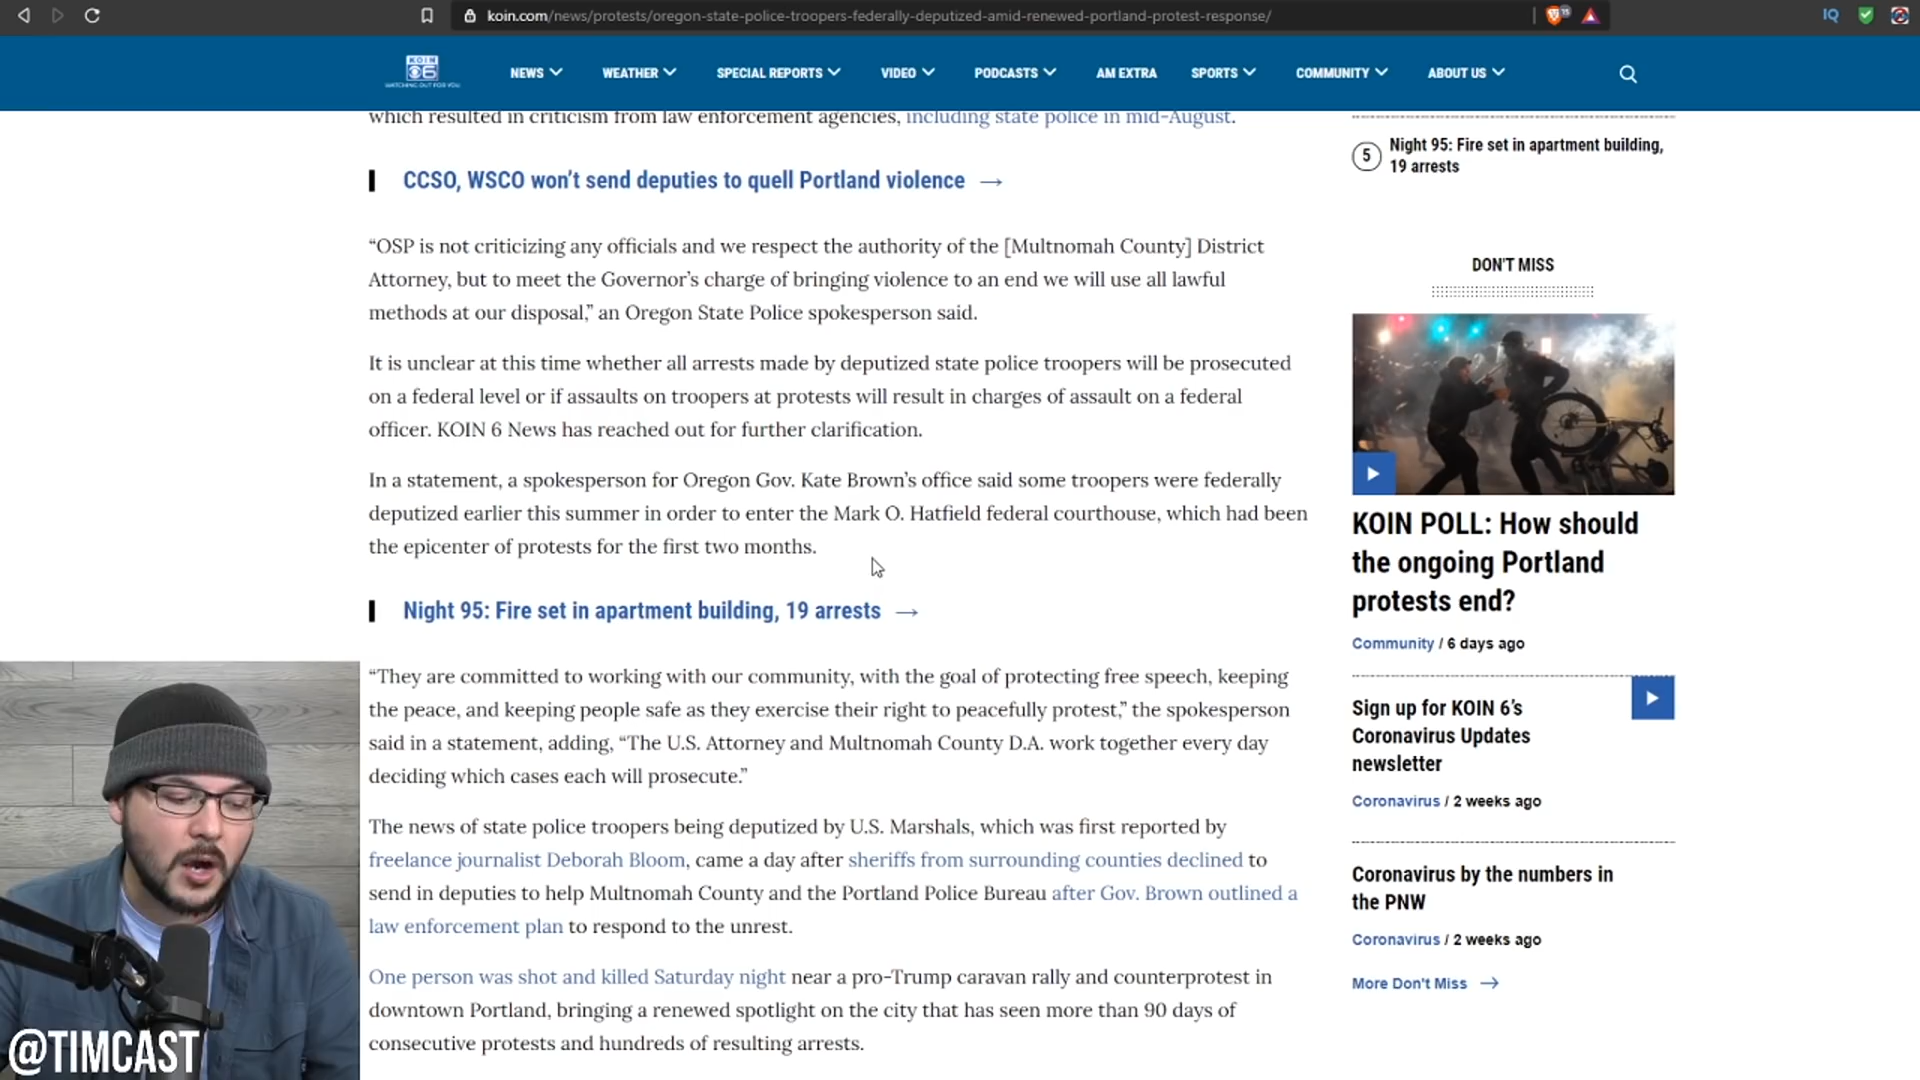 koin.com/news/protests/oregon-state-police-troopers-federally-deputized-amid-renewed-portland-protest-response/
15
IQ
KOIN
6
WATCHING OUT FOR YOU
NEWS
WEATHER
SPECIAL REPORTS
VIDEO
PODCASTS
AM EXTRA
SPORTS
COMMUNITY
ABOUT US
which resulted in criticism from law enforcement agencies, including state police in mid-August.
CCSO, WSCO won’t send deputies to quell Portland violence →
“OSP is not criticizing any officials and we respect the authority of the [Multnomah County] District
Attorney, but to meet the Governor’s charge of bringing violence to an end we will use all lawful
methods at our disposal,” an Oregon State Police spokesperson said.
It is unclear at this time whether all arrests made by deputized state police troopers will be prosecuted
on a federal level or if assaults on troopers at protests will result in charges of assault on a federal
officer. KOIN 6 News has reached out for further clarification.
In a statement, a spokesperson for Oregon Gov. Kate Brown’s office said some troopers were federally
deputized earlier this summer in order to enter the Mark O. Hatfield federal courthouse, which had been
the epicenter of protests for the first two months.
Night 95: Fire set in apartment building, 19 arrests →
“They are committed to working with our community, with the goal of protecting free speech, keeping
the peace, and keeping people safe as they exercise their right to peacefully protest,” the spokesperson
said in a statement, adding, “The U.S. Attorney and Multnomah County D.A. work together every day
deciding which cases each will prosecute.”
The news of state police troopers being deputized by U.S. Marshals, which was first reported by
freelance journalist Deborah Bloom, came a day after sheriffs from surrounding counties declined to
send in deputies to help Multnomah County and the Portland Police Bureau after Gov. Brown outlined a
law enforcement plan to respond to the unrest.
One person was shot and killed Saturday night near a pro-Trump caravan rally and counterprotest in
downtown Portland, bringing a renewed spotlight on the city that has seen more than 90 days of
consecutive protests and hundreds of resulting arrests.
5
Night 95: Fire set in apartment building,
19 arrests
DON'T MISS
KOIN POLL: How should
the ongoing Portland
protests end?
Community / 6 days ago
Sign up for KOIN 6’s
Coronavirus Updates
newsletter
Coronavirus / 2 weeks ago
Coronavirus by the numbers in
the PNW
Coronavirus / 2 weeks ago
More Don't Miss →
@TIMCAST